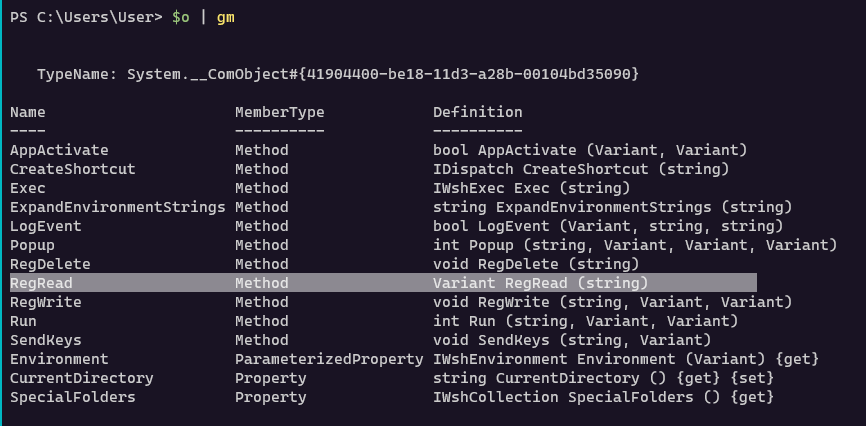 PS C:\Users\User> $o | gm
TypeName: System.__ComObject#{41904400-be18-11d3-a28b-00104bd35090}
Name MemberType Definition
---- ---------- ----------
AppActivate Method bool AppActivate (Variant, Variant)
CreateShortcut Method IDispatch CreateShortcut (string)
Exec Method IWshExec Exec (string)
ExpandEnvironmentStrings Method string ExpandEnvironmentStrings (string)
LogEvent Method bool LogEvent (Variant, string, string)
Popup Method int Popup (string, Variant, Variant, Variant)
RegDelete Method void RegDelete (string)
RegRead Method Variant RegRead (string)
RegWrite Method void RegWrite (string, Variant, Variant)
Run Method int Run (string, Variant, Variant)
SendKeys Method void SendKeys (string, Variant)
Environment ParameterizedProperty IWshEnvironment Environment (Variant) {get}
CurrentDirectory Property string CurrentDirectory () {get} {set}
SpecialFolders Property IWshCollection SpecialFolders () {get}